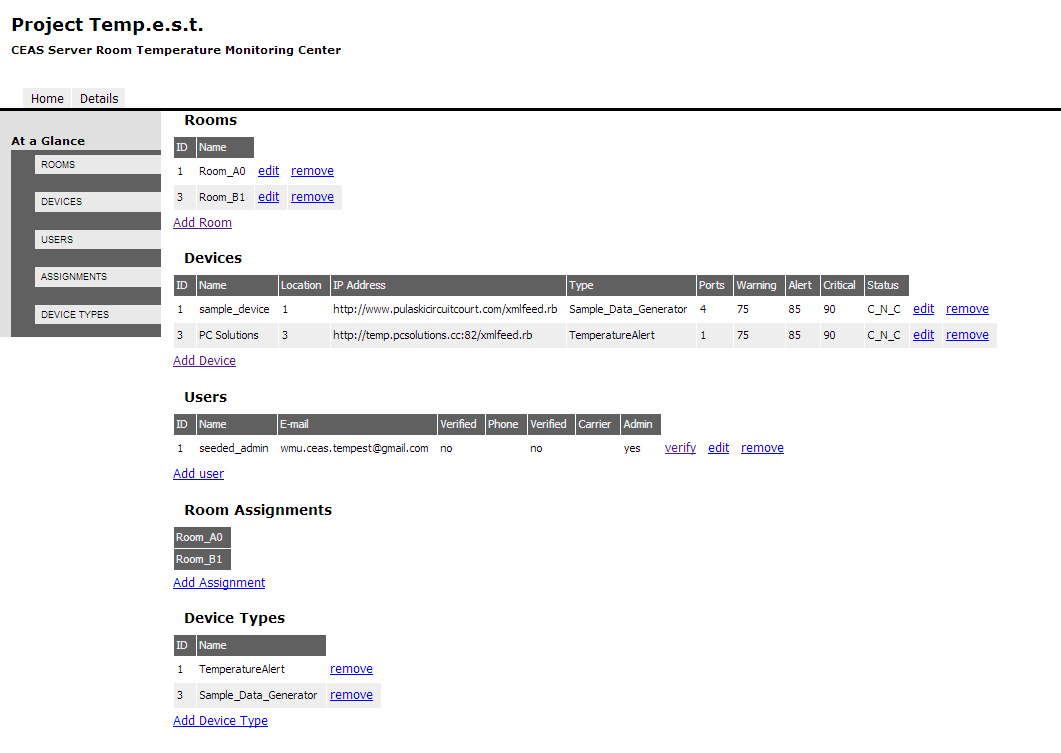 Project Temp.e.s.t.
CEAS Server Room Temperature Monitoring Center
Home Details
At a Glance
ROOMS
DEVICES
USERS
ASSIGNMENTS
DEVICE TYPES
Rooms
ID Name
1 Room_A0 edit remove
3 Room_B1 edit remove
Add Room
Devices
ID Name Location IP Address Type Ports Warning Alert Critical Status
1 sample_device 1 http://www.pulaskicircuitcourt.com/xmlfeed.rb Sample_Data_Generator 4 75 85 90 C_N_C edit remove
3 PC Solutions 3 http://temp.pcsolutions.cc:82/xmlfeed.rb TemperatureAlert 1 75 85 90 C_N_C edit remove
Add Device
Users
ID Name E-mail Verified Phone Verified Carrier Admin
1 seeded_admin wmu.ceas.tempest@gmail.com no no yes verify edit remove
Add user
Room Assignments
Room_A0
Room_B1
Add Assignment
Device Types
ID Name
1 TemperatureAlert remove
3 Sample_Data_Generator remove
Add Device Type